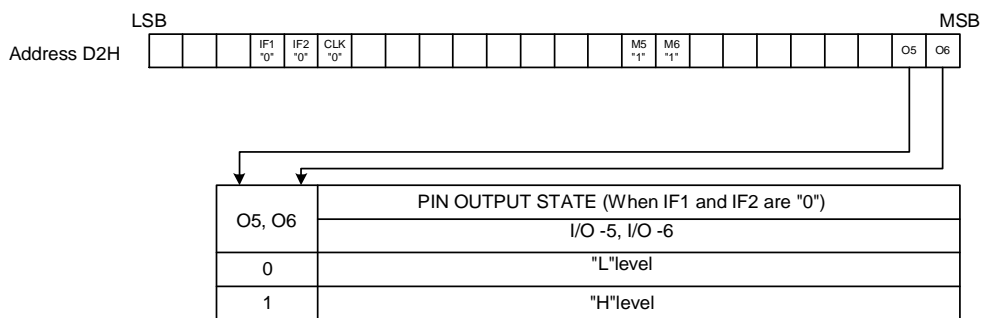 LSB MSB
Address D2H IF1 IF2 CLK M5 M6 O5 O6
"0" "0" "0" "1" "1"
O5, O6 PIN OUTPUT STATE (When IF1 and IF2 are "0")
I/O -5, I/O -6
0 "L"level
1 "H"level